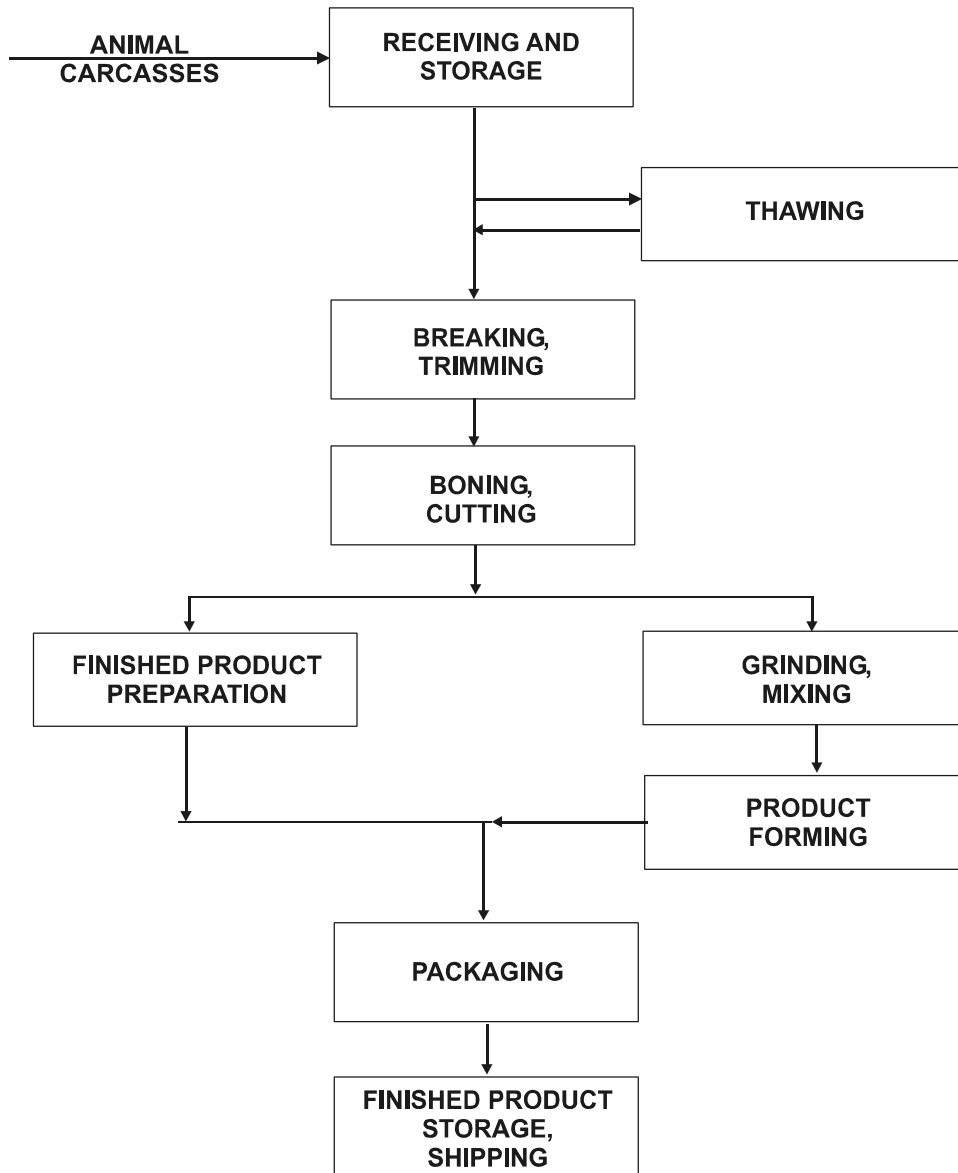 ANIMAL
CARCASSES
RECEIVING AND
STORAGE
THAWING
BREAKING,
TRIMMING
BONING,
CUTTING
FINISHED PRODUCT
PREPARATION
GRINDING,
MIXING
PRODUCT
FORMING
PACKAGING
FINISHED PRODUCT
STORAGE,
SHIPPING